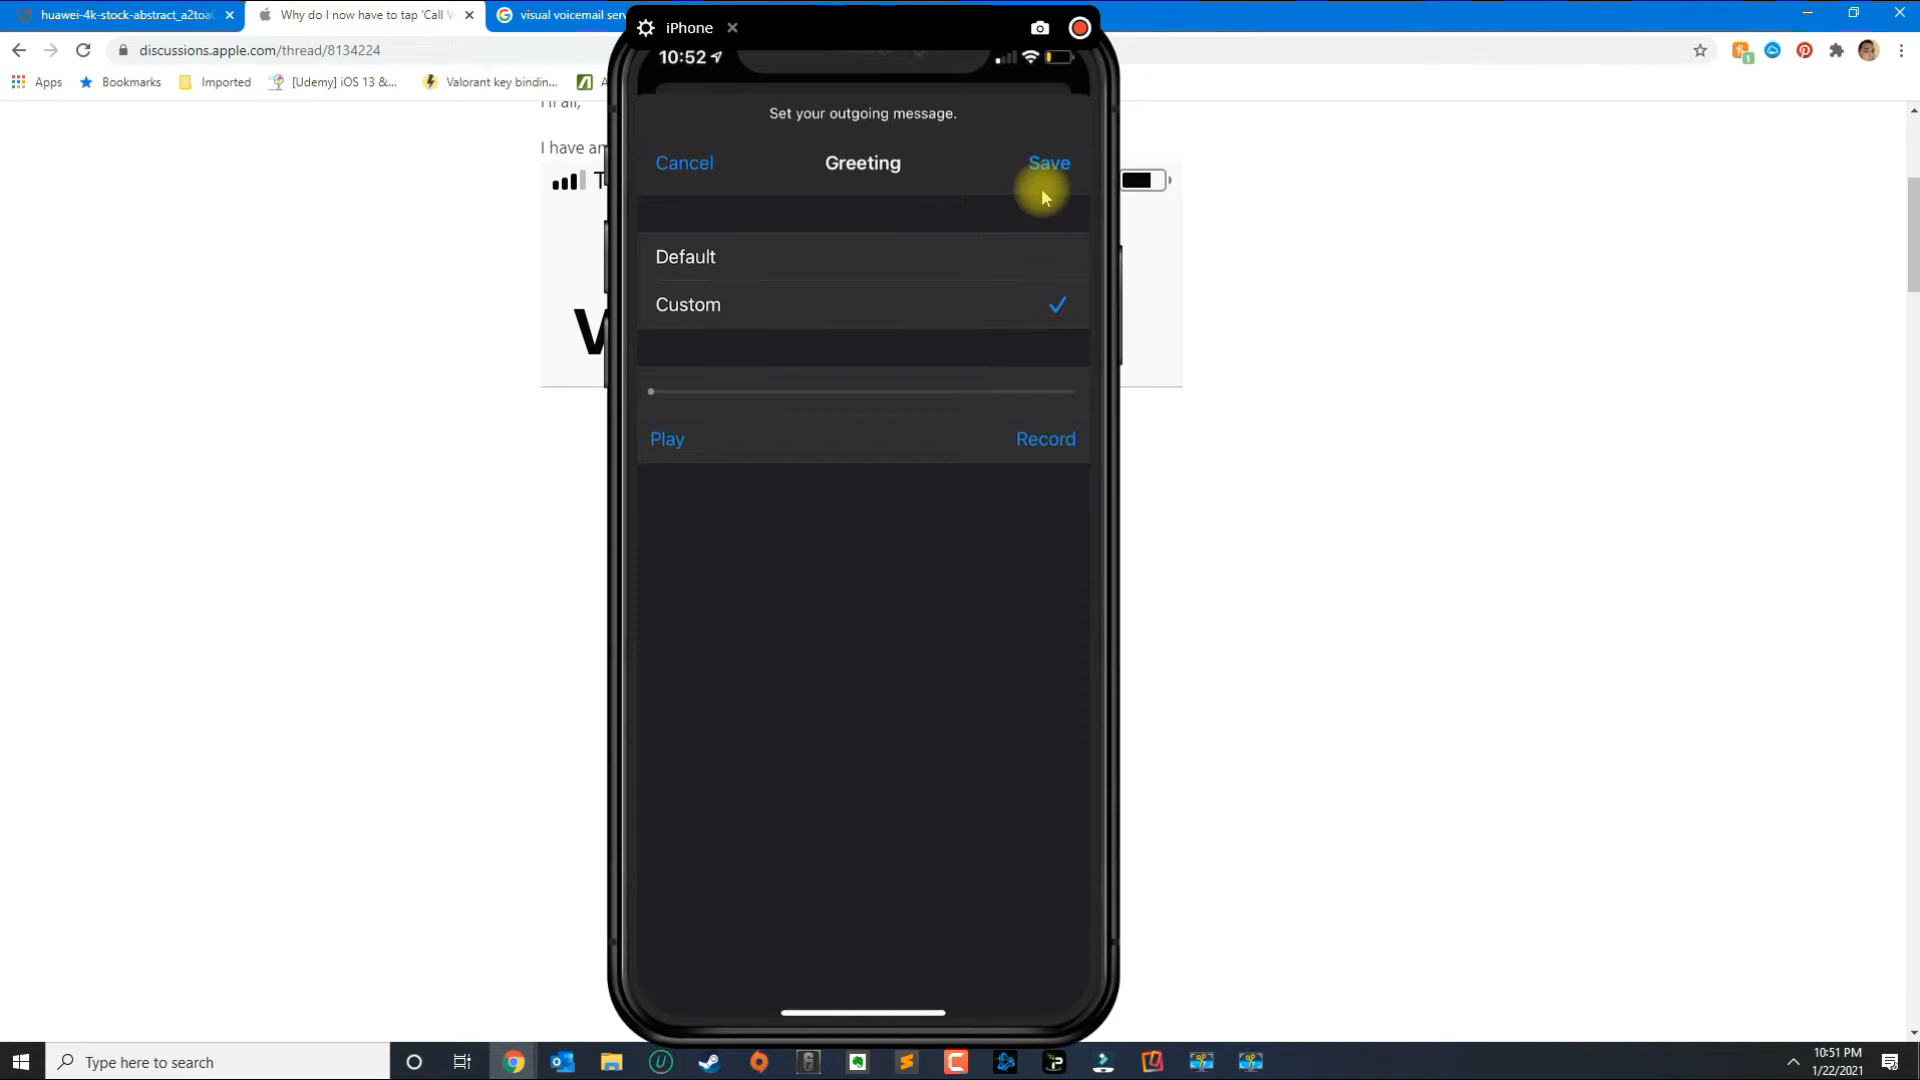 huawei-4k-stock-abstract_a2toa
Why do I now have to tap 'Call V
visual voicemail serv
iPhone
discussions.apple.com/thread/8134224
10:52
Apps
Bookmarks
Imported
[Udemy] iOS 13 &...
Valorant key bindin...
A
Hi all,
Set your outgoing message.
I have an
Cancel
Greeting
Save
T
Default
Custom
V
Play
Record
Type here to search
10:51 PM
1/22/2021